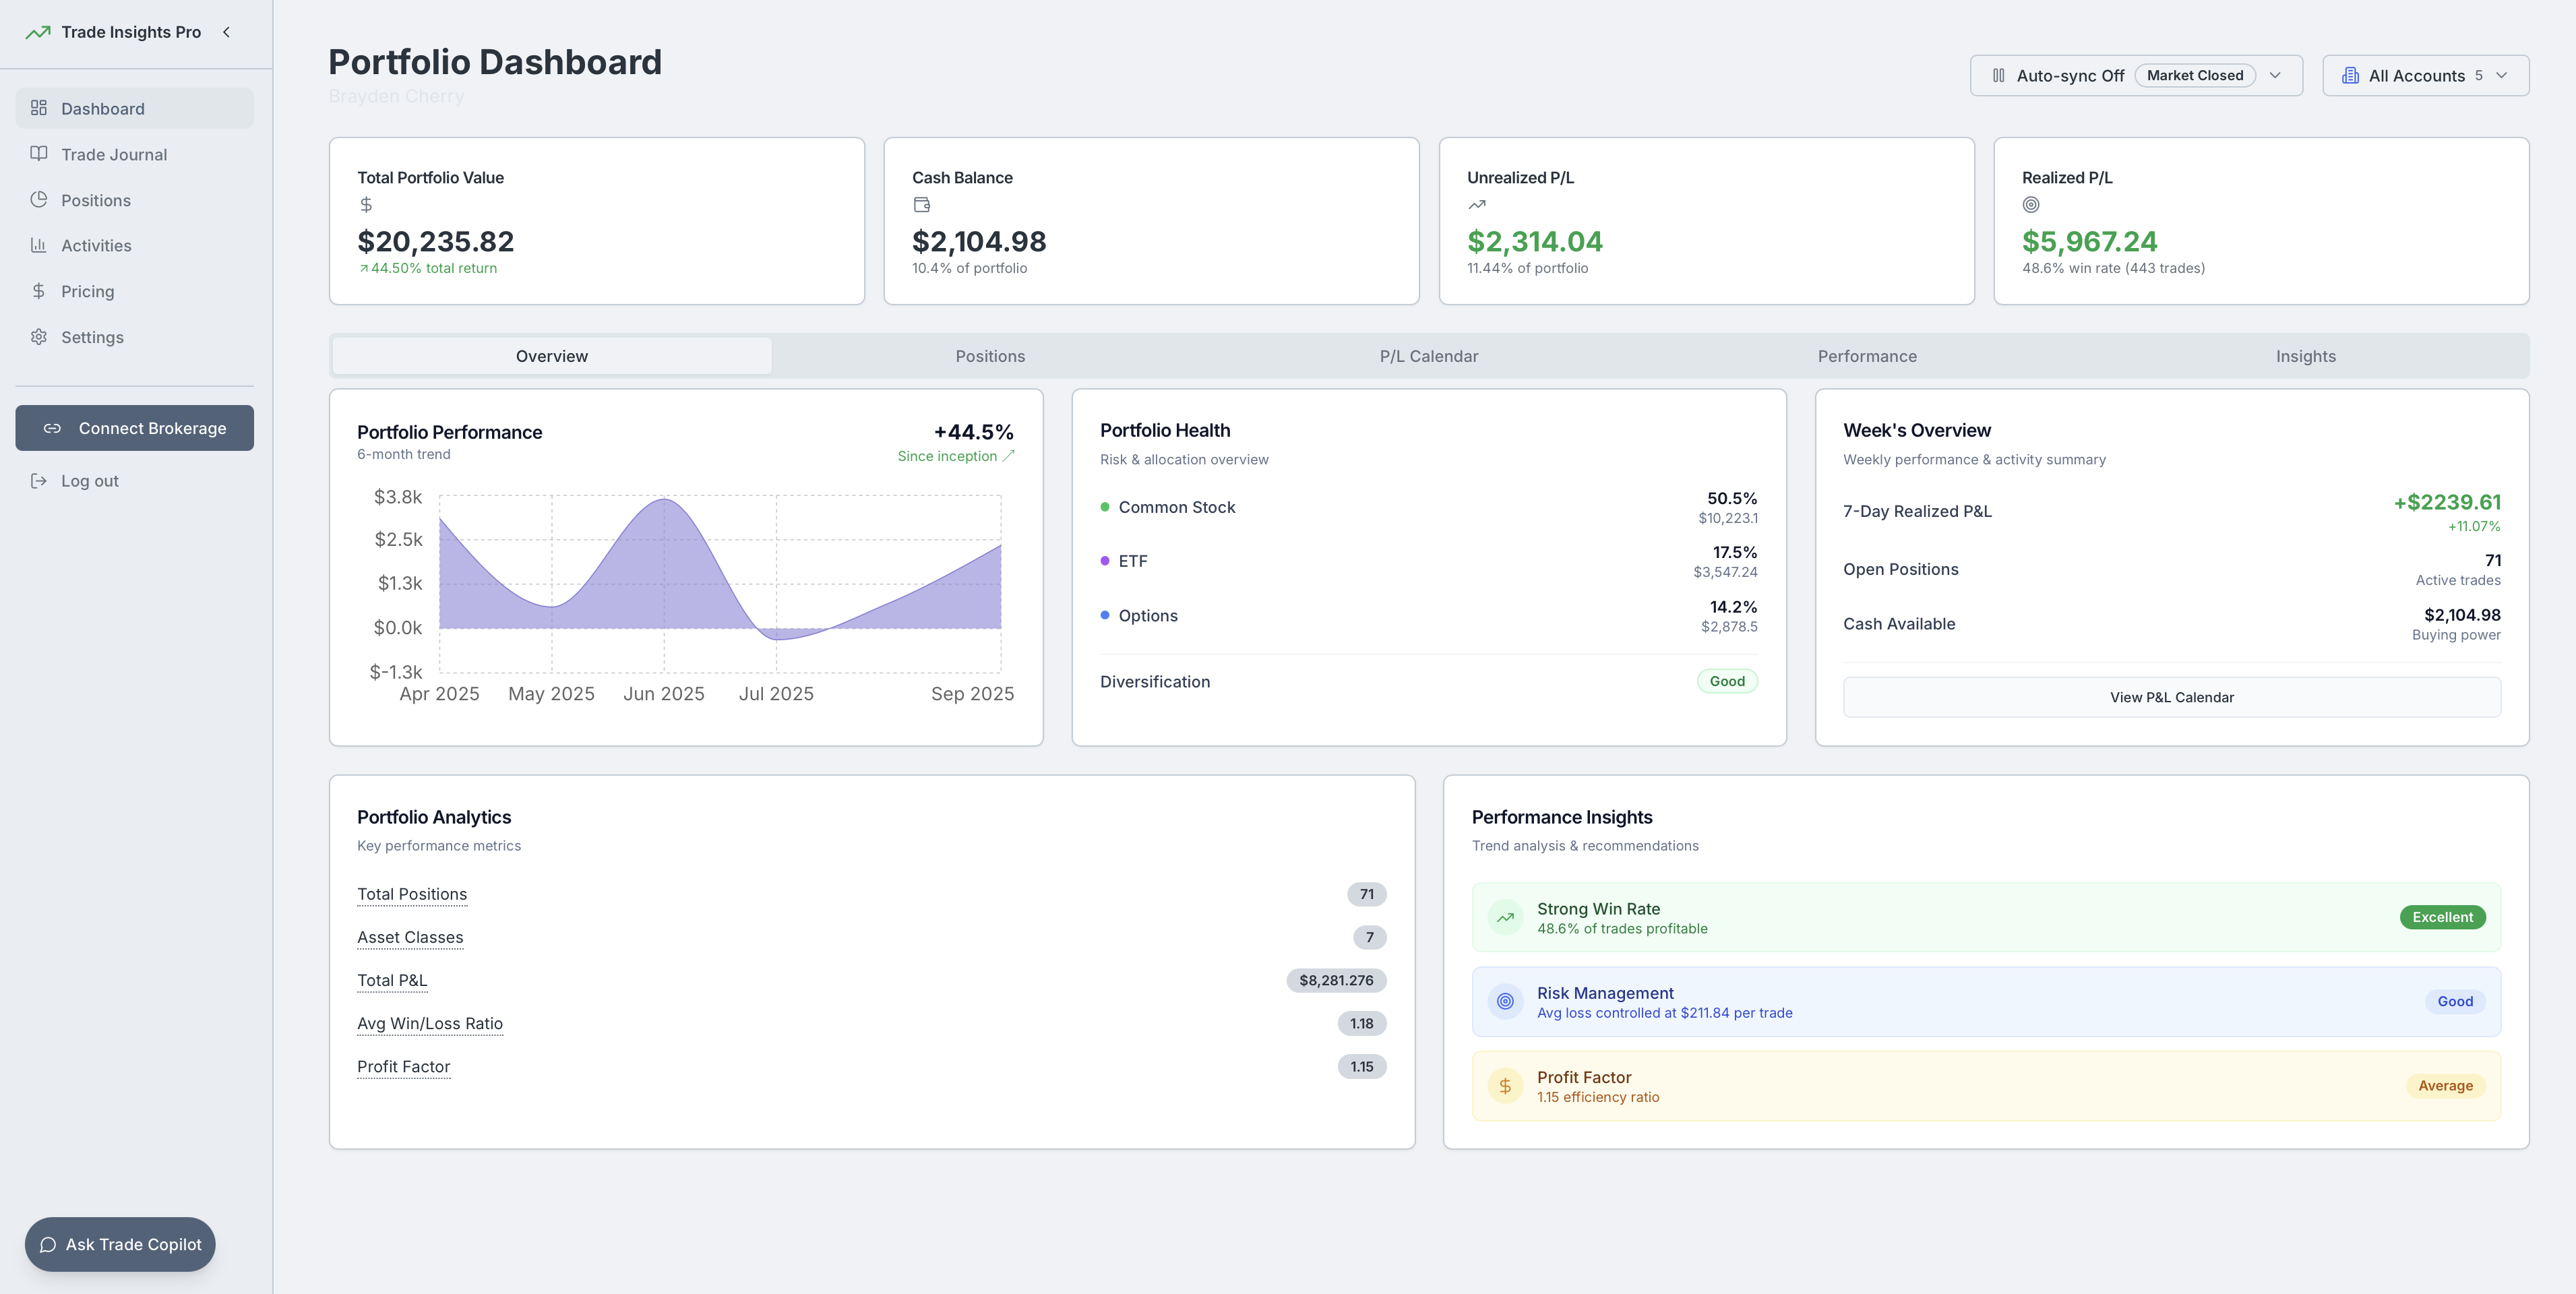 Trade Insights Pro
Dashboard
Trade Journal
Positions
Activities
Pricing
Settings
Connect Brokerage
Log out
Ask Trade Copilot
Portfolio Dashboard
Brayden Cherry
Auto-sync Off Market Closed
All Accounts 5
Total Portfolio Value
$20,235.82
44.50% total return
Cash Balance
$2,104.98
10.4% of portfolio
Unrealized P/L
$2,314.04
11.44% of portfolio
Realized P/L
$5,967.24
48.6% win rate (443 trades)
Overview Positions P/L Calendar Performance Insights
Portfolio Performance
6-month trend
+44.5%
Since inception
$3.8k
$2.5k
$1.3k
$0.0k
$-1.3k
Apr 2025 May 2025 Jun 2025 Jul 2025 Sep 2025
Portfolio Health
Risk & allocation overview
Common Stock
50.5%
$10,223.1
ETF
17.5%
$3,547.24
Options
14.2%
$2,878.5
Diversification Good
Week's Overview
Weekly performance & activity summary
7-Day Realized P&L
+$2239.61
+11.07%
Open Positions
71
Active trades
Cash Available
$2,104.98
Buying power
View P&L Calendar
Portfolio Analytics
Key performance metrics
Total Positions 71
Asset Classes 7
Total P&L $8,281.276
Avg Win/Loss Ratio 1.18
Profit Factor 1.15
Performance Insights
Trend analysis & recommendations
Strong Win Rate
48.6% of trades profitable
Excellent
Risk Management
Avg loss controlled at $211.84 per trade
Good
Profit Factor
1.15 efficiency ratio
Average